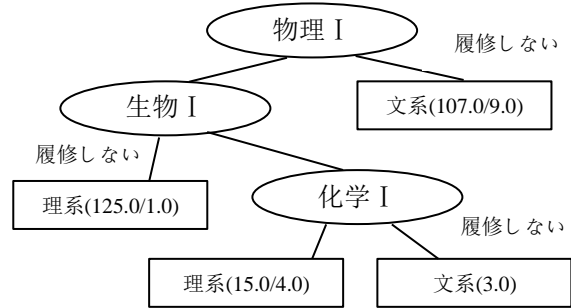 物理Ⅰ
履修しない
文系(107.0/9.0)
生物Ⅰ
履修しない
理系(125.0/1.0)
化学Ⅰ
履修しない
理系(15.0/4.0)
文系(3.0)